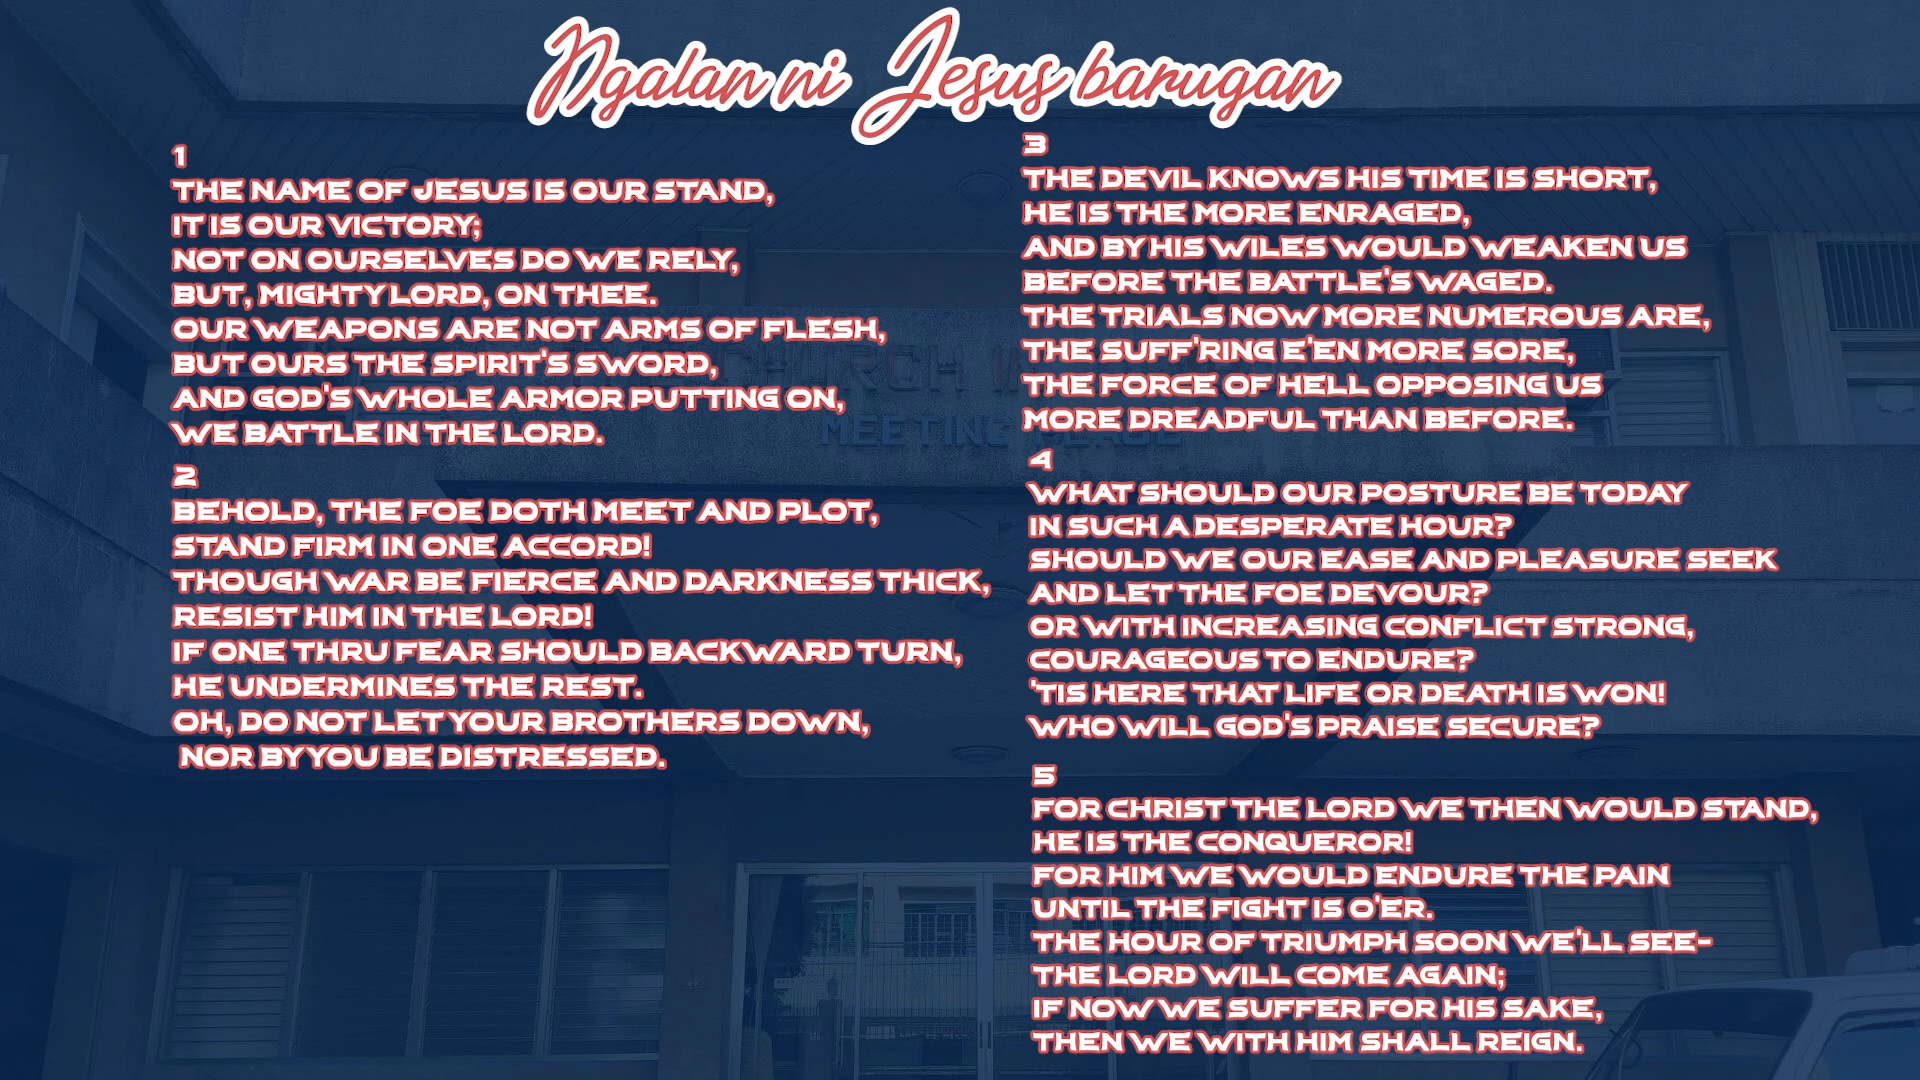 Ngalan ni Jesus barugan
1
THE NAME OF JESUS IS OUR STAND,
IT IS OUR VICTORY;
NOT ON OURSELVES DO WE RELY,
BUT, MIGHTY LORD, ON THEE.
OUR WEAPONS ARE NOT ARMS OF FLESH,
BUT OURS THE SPIRIT'S SWORD,
AND GOD'S WHOLE ARMOR PUTTING ON,
WE BATTLE IN THE LORD.
2
BEHOLD, THE FOE DOTH MEET AND PLOT,
STAND FIRM IN ONE ACCORD!
THOUGH WAR BE FIERCE AND DARKNESS THICK,
RESIST HIM IN THE LORD!
IF ONE THRU FEAR SHOULD BACKWARD TURN,
HE UNDERMINES THE REST.
OH, DO NOT LET YOUR BROTHERS DOWN,
NOR BY YOU BE DISTRESSED.
3
THE DEVIL KNOWS HIS TIME IS SHORT,
HE IS THE MORE ENRAGED,
AND BY HIS WILES WOULD WEAKEN US
BEFORE THE BATTLE'S WAGED.
THE TRIALS NOW MORE NUMEROUS ARE,
THE SUFF'RING E'EN MORE SORE,
THE FORCE OF HELL OPPOSING US
MORE DREADFUL THAN BEFORE.
4
WHAT SHOULD OUR POSTURE BE TODAY
IN SUCH A DESPERATE HOUR?
SHOULD WE OUR EASE AND PLEASURE SEEK
AND LET THE FOE DEVOUR?
OR WITH INCREASING CONFLICT STRONG,
COURAGEOUS TO ENDURE?
'TIS HERE THAT LIFE OR DEATH IS WON!
WHO WILL GOD'S PRAISE SECURE?
5
FOR CHRIST THE LORD WE THEN WOULD STAND,
HE IS THE CONQUEROR!
FOR HIM WE WOULD ENDURE THE PAIN
UNTIL THE FIGHT IS O'ER.
THE HOUR OF TRIUMPH SOON WE'LL SEE-
THE LORD WILL COME AGAIN;
IF NOW WE SUFFER FOR HIS SAKE,
THEN WE WITH HIM SHALL REIGN.
CHURCH IN
MEETING PLACE